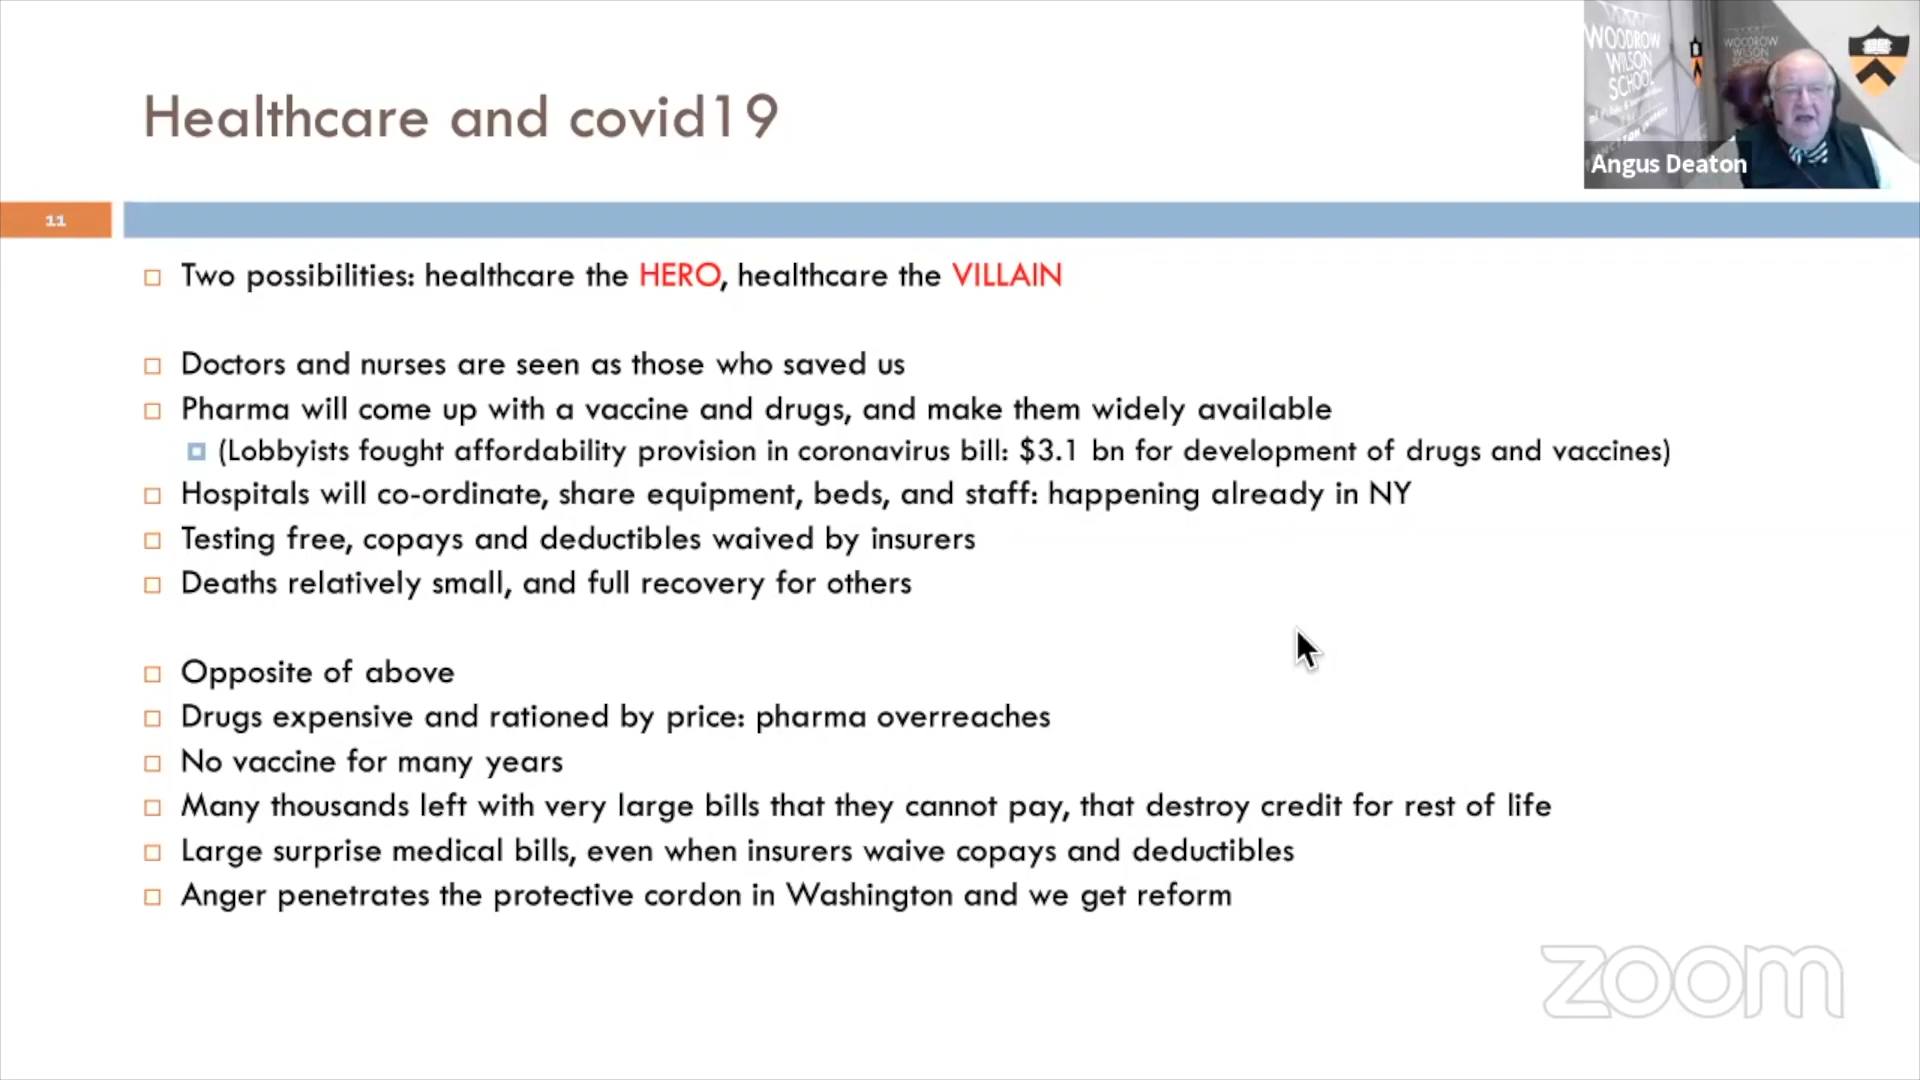 Healthcare and covid19
WOODROW
WILSON
SCHOOL
WOODROW
WILSON
SCHOOL
Angus Deaton
11
Two possibilities: healthcare the HERO, healthcare the VILLAIN
Doctors and nurses are seen as those who saved us
Pharma will come up with a vaccine and drugs, and make them widely available
(Lobbyists fought affordability provision in coronavirus bill: $3.1 bn for development of drugs and vaccines)
Hospitals will co-ordinate, share equipment, beds, and staff: happening already in NY
Testing free, copays and deductibles waived by insurers
Deaths relatively small, and full recovery for others
Opposite of above
Drugs expensive and rationed by price: pharma overreaches
No vaccine for many years
Many thousands left with very large bills that they cannot pay, that destroy credit for rest of life
Large surprise medical bills, even when insurers waive copays and deductibles
Anger penetrates the protective cordon in Washington and we get reform
zoom